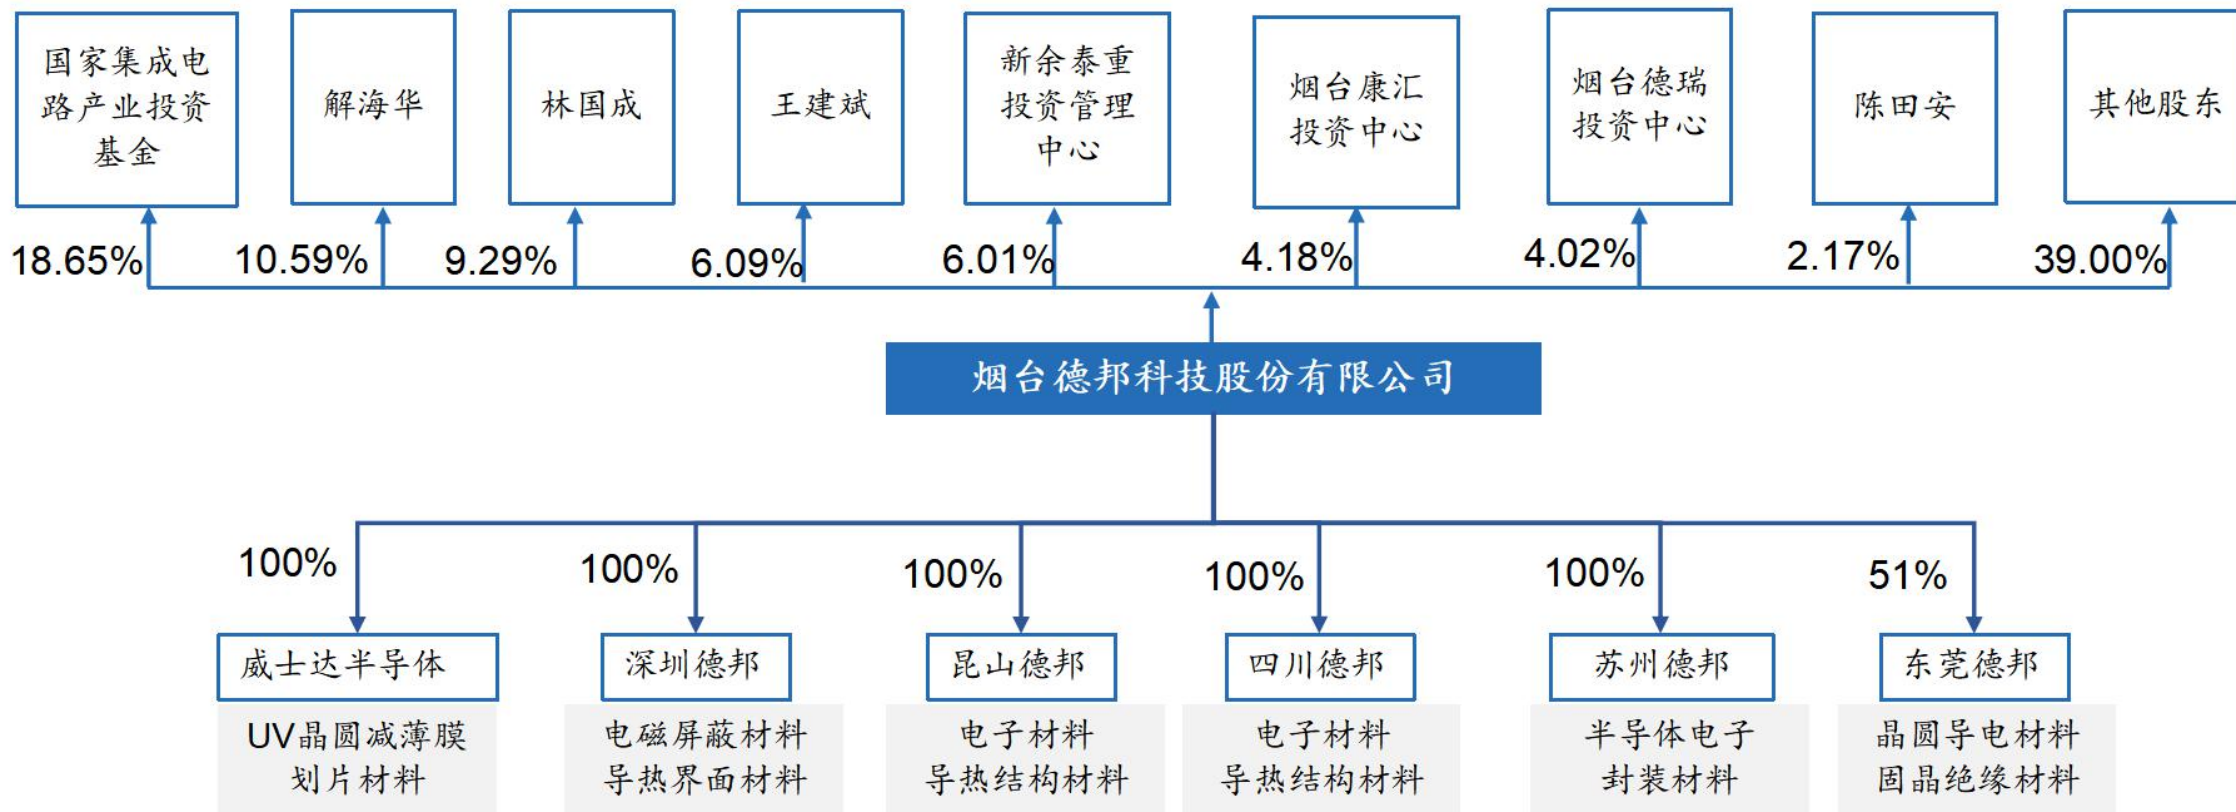 国家集成电
路产业投资
基金
解海华
林国成
王建斌
新余泰重
投资管理
中心
烟台康汇
投资中心
烟台德瑞
投资中心
陈田安
其他股东
18.65%
10.59%
9.29%
6.09%
6.01%
4.18%
4.02%
2.17%
39.00%
烟台德邦科技股份有限公司
100%
100%
100%
100%
100%
51%
威士达半导体
深圳德邦
昆山德邦
四川德邦
苏州德邦
东莞德邦
UV晶圆减薄膜
划片材料
电磁屏蔽材料
导热界面材料
电子材料
导热结构材料
电子材料
导热结构材料
半导体电子
封装材料
晶圆导电材料
固晶绝缘材料